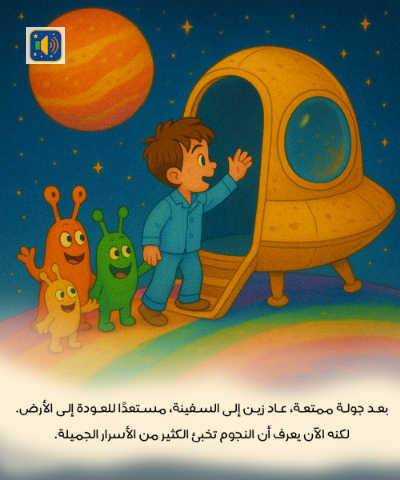 بعد جولة ممتعة، عاد زين إلى السفينة، مستعدًا للعودة إلى الأرض.
لكنه الآن يعرف أن النجوم تخبئ الكثير من الأسرار الجميلة.